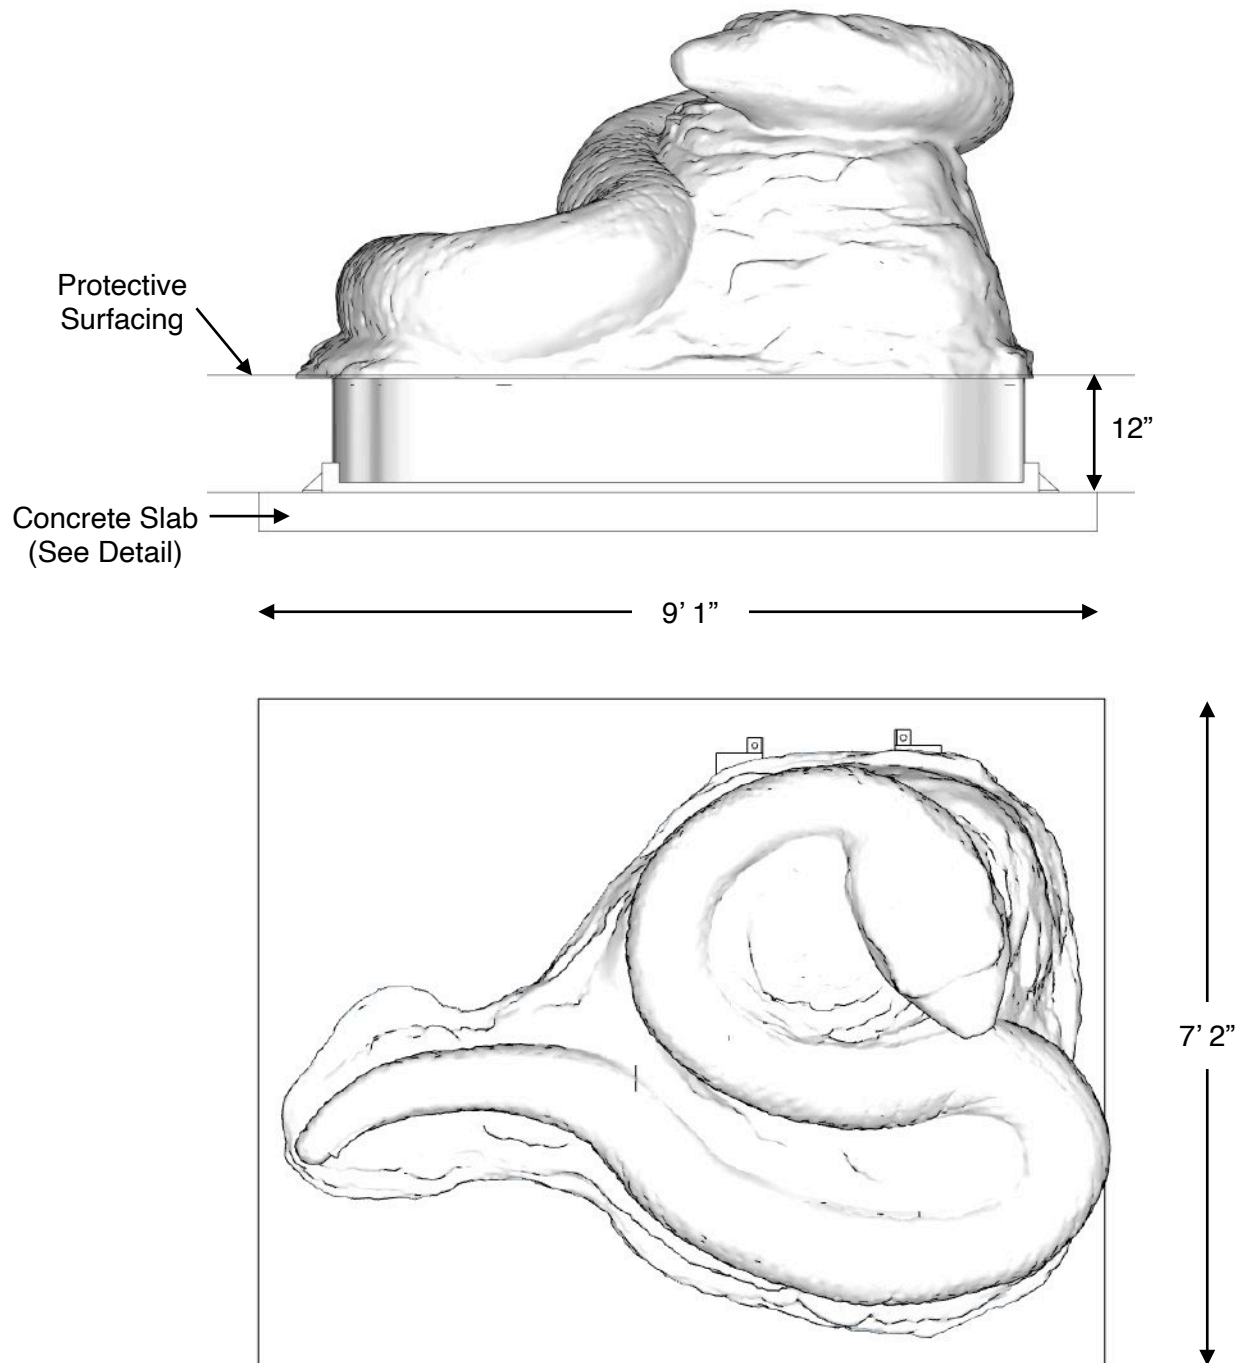 Protective
Surfacing
12”
Concrete Slab
(See Detail)
9’ 1”
7’ 2”